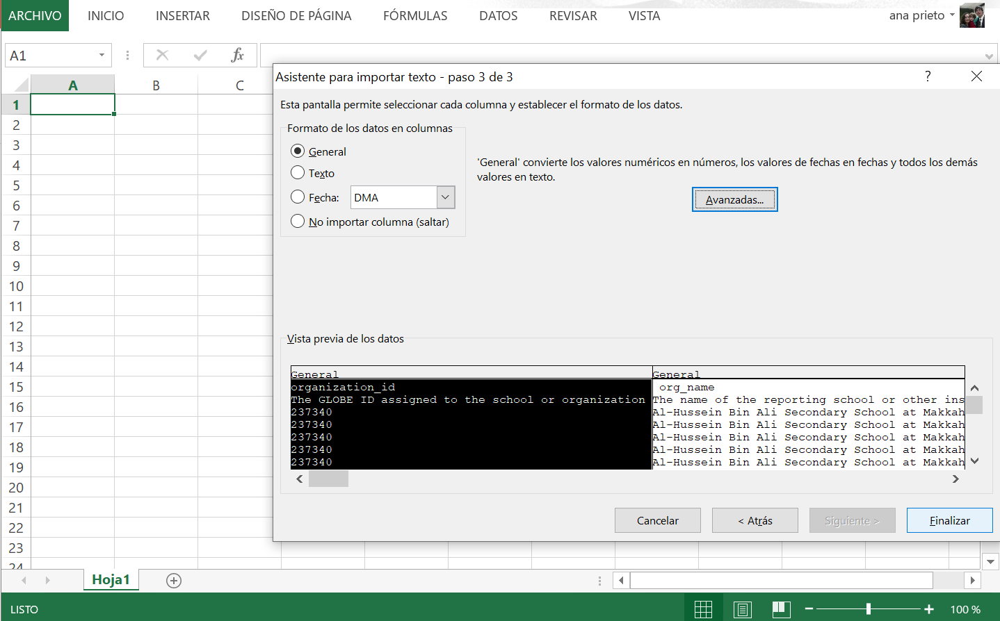 ARCHIVO INICIO INSERTAR DISEÑO DE PÁGINA FÓRMULAS DATOS REVISAR VISTA ana prieto
A1 fx
A B C
1
2
3
4
5
6
7
8
9
10
11
12
13
14
15
16
17
18
19
20
21
22
23
24
Asistente para importar texto - paso 3 de 3 ?
Esta pantalla permite seleccionar cada columna y establecer el formato de los datos.
Formato de los datos en columnas
General
Texto
Fecha: DMA
No importar columna (saltar)
'General' convierte los valores numéricos en números, los valores de fechas en fechas y todos los demás
valores en texto.
Avanzadas...
Vista previa de los datos
General General
organization_id org_name
The GLOBE ID assigned to the school or organization The name of the reporting school or other ins
237340 Al-Hussein Bin Ali Secondary School at Makkah
237340 Al-Hussein Bin Ali Secondary School at Makkah
237340 Al-Hussein Bin Ali Secondary School at Makkah
237340 Al-Hussein Bin Ali Secondary School at Makkah
237340 Al-Hussein Bin Ali Secondary School at Makkah
Cancelar < Atrás Siguiente > Finalizar
Hoja1
LISTO 100 %